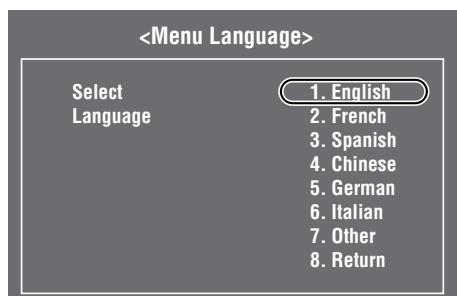 <Menu Language>
Select 1. English
Language 2. French
3. Spanish
4. Chinese
5. German
6. Italian
7. Other
8. Return